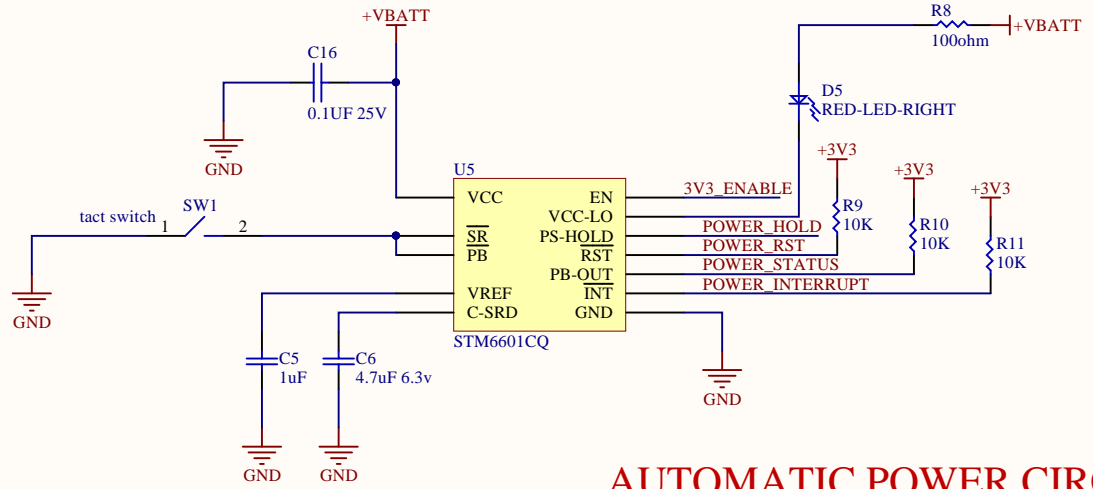 +VBATT
C16
0.1UF 25V
GND
R8
100ohm
+VBATT
D5
RED-LED-RIGHT
+3V3
+3V3
+3V3
R9
10K
R10
10K
R11
10K
U5
VCC
SR
PB
VREF
C-SRD
EN
VCC-LO
PS-HOLD
RST
PB-OUT
INT
GND
STM6601CQ
3V3_ENABLE
POWER_HOLD
POWER_RST
POWER_STATUS
POWER_INTERRUPT
tact switch
1
SW1
2
GND
C5
1uF
C6
4.7uF 6.3v
GND
GND
GND
AUTOMATIC POWER CIR